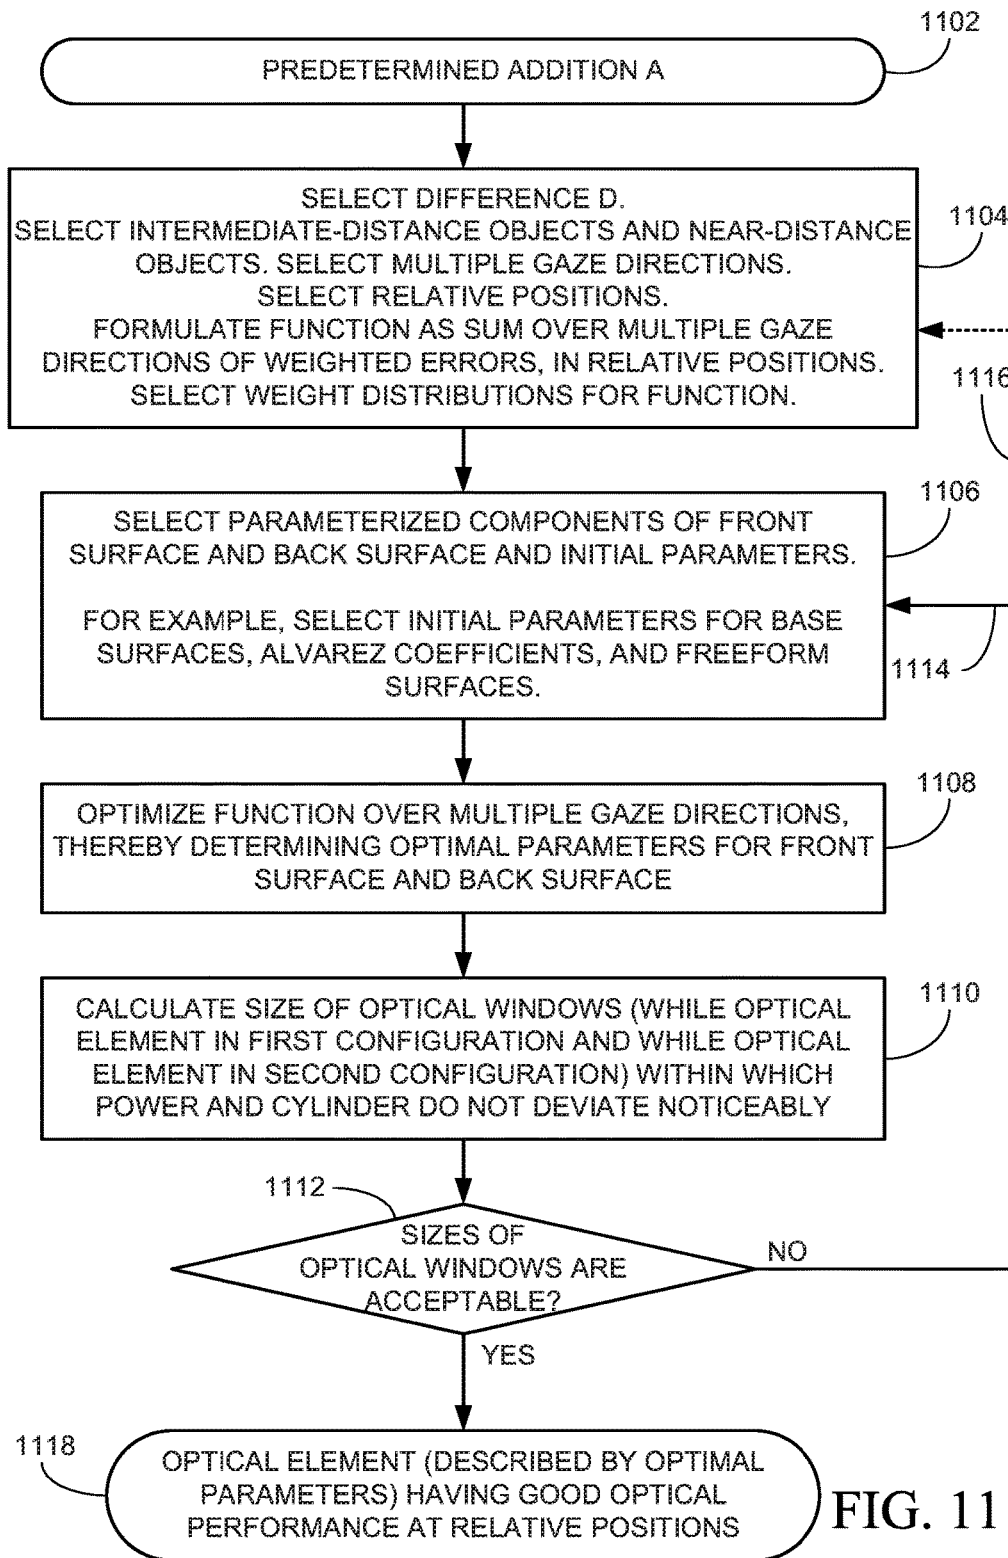 1102
PREDETERMINED ADDITION A
SELECT DIFFERENCE D.
SELECT INTERMEDIATE-DISTANCE OBJECTS AND NEAR-DISTANCE
OBJECTS. SELECT MULTIPLE GAZE DIRECTIONS.
SELECT RELATIVE POSITIONS.
FORMULATE FUNCTION AS SUM OVER MULTIPLE GAZE
DIRECTIONS OF WEIGHTED ERRORS, IN RELATIVE POSITIONS.
SELECT WEIGHT DISTRIBUTIONS FOR FUNCTION.
1104
1116
1106
SELECT PARAMETERIZED COMPONENTS OF FRONT
SURFACE AND BACK SURFACE AND INITIAL PARAMETERS.
FOR EXAMPLE, SELECT INITIAL PARAMETERS FOR BASE
SURFACES, ALVAREZ COEFFICIENTS, AND FREEFORM
SURFACES.
1114
1108
OPTIMIZE FUNCTION OVER MULTIPLE GAZE DIRECTIONS,
THEREBY DETERMINING OPTIMAL PARAMETERS FOR FRONT
SURFACE AND BACK SURFACE
1110
CALCULATE SIZE OF OPTICAL WINDOWS (WHILE OPTICAL
ELEMENT IN FIRST CONFIGURATION AND WHILE OPTICAL
ELEMENT IN SECOND CONFIGURATION) WITHIN WHICH
POWER AND CYLINDER DO NOT DEVIATE NOTICEABLY
1112
SIZES OF
OPTICAL WINDOWS ARE
ACCEPTABLE?
NO
YES
1118
OPTICAL ELEMENT (DESCRIBED BY OPTIMAL
PARAMETERS) HAVING GOOD OPTICAL
PERFORMANCE AT RELATIVE POSITIONS
FIG. 11